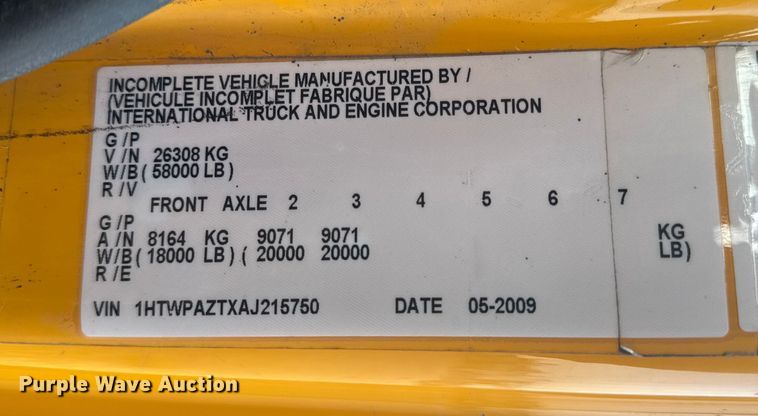 INCOMPLETE VEHICLE MANUFACTURED BY /
(VEHICULE INCOMPLET FABRIQUE PAR)
INTERNATIONAL TRUCK AND ENGINE CORPORATION
G /P
V /N 26308 KG
W/B ( 58000 LB)
R /V
FRONT AXLE 2 3 4 5 6 7
G /P
A /N 8164 KG 9071 9071 KG
W/B ( 18000 LB) ( 20000 20000 LB)
R /E
VIN 1HTWPAZTXAJ215750 DATE 05-2009
Purple Wave Auction